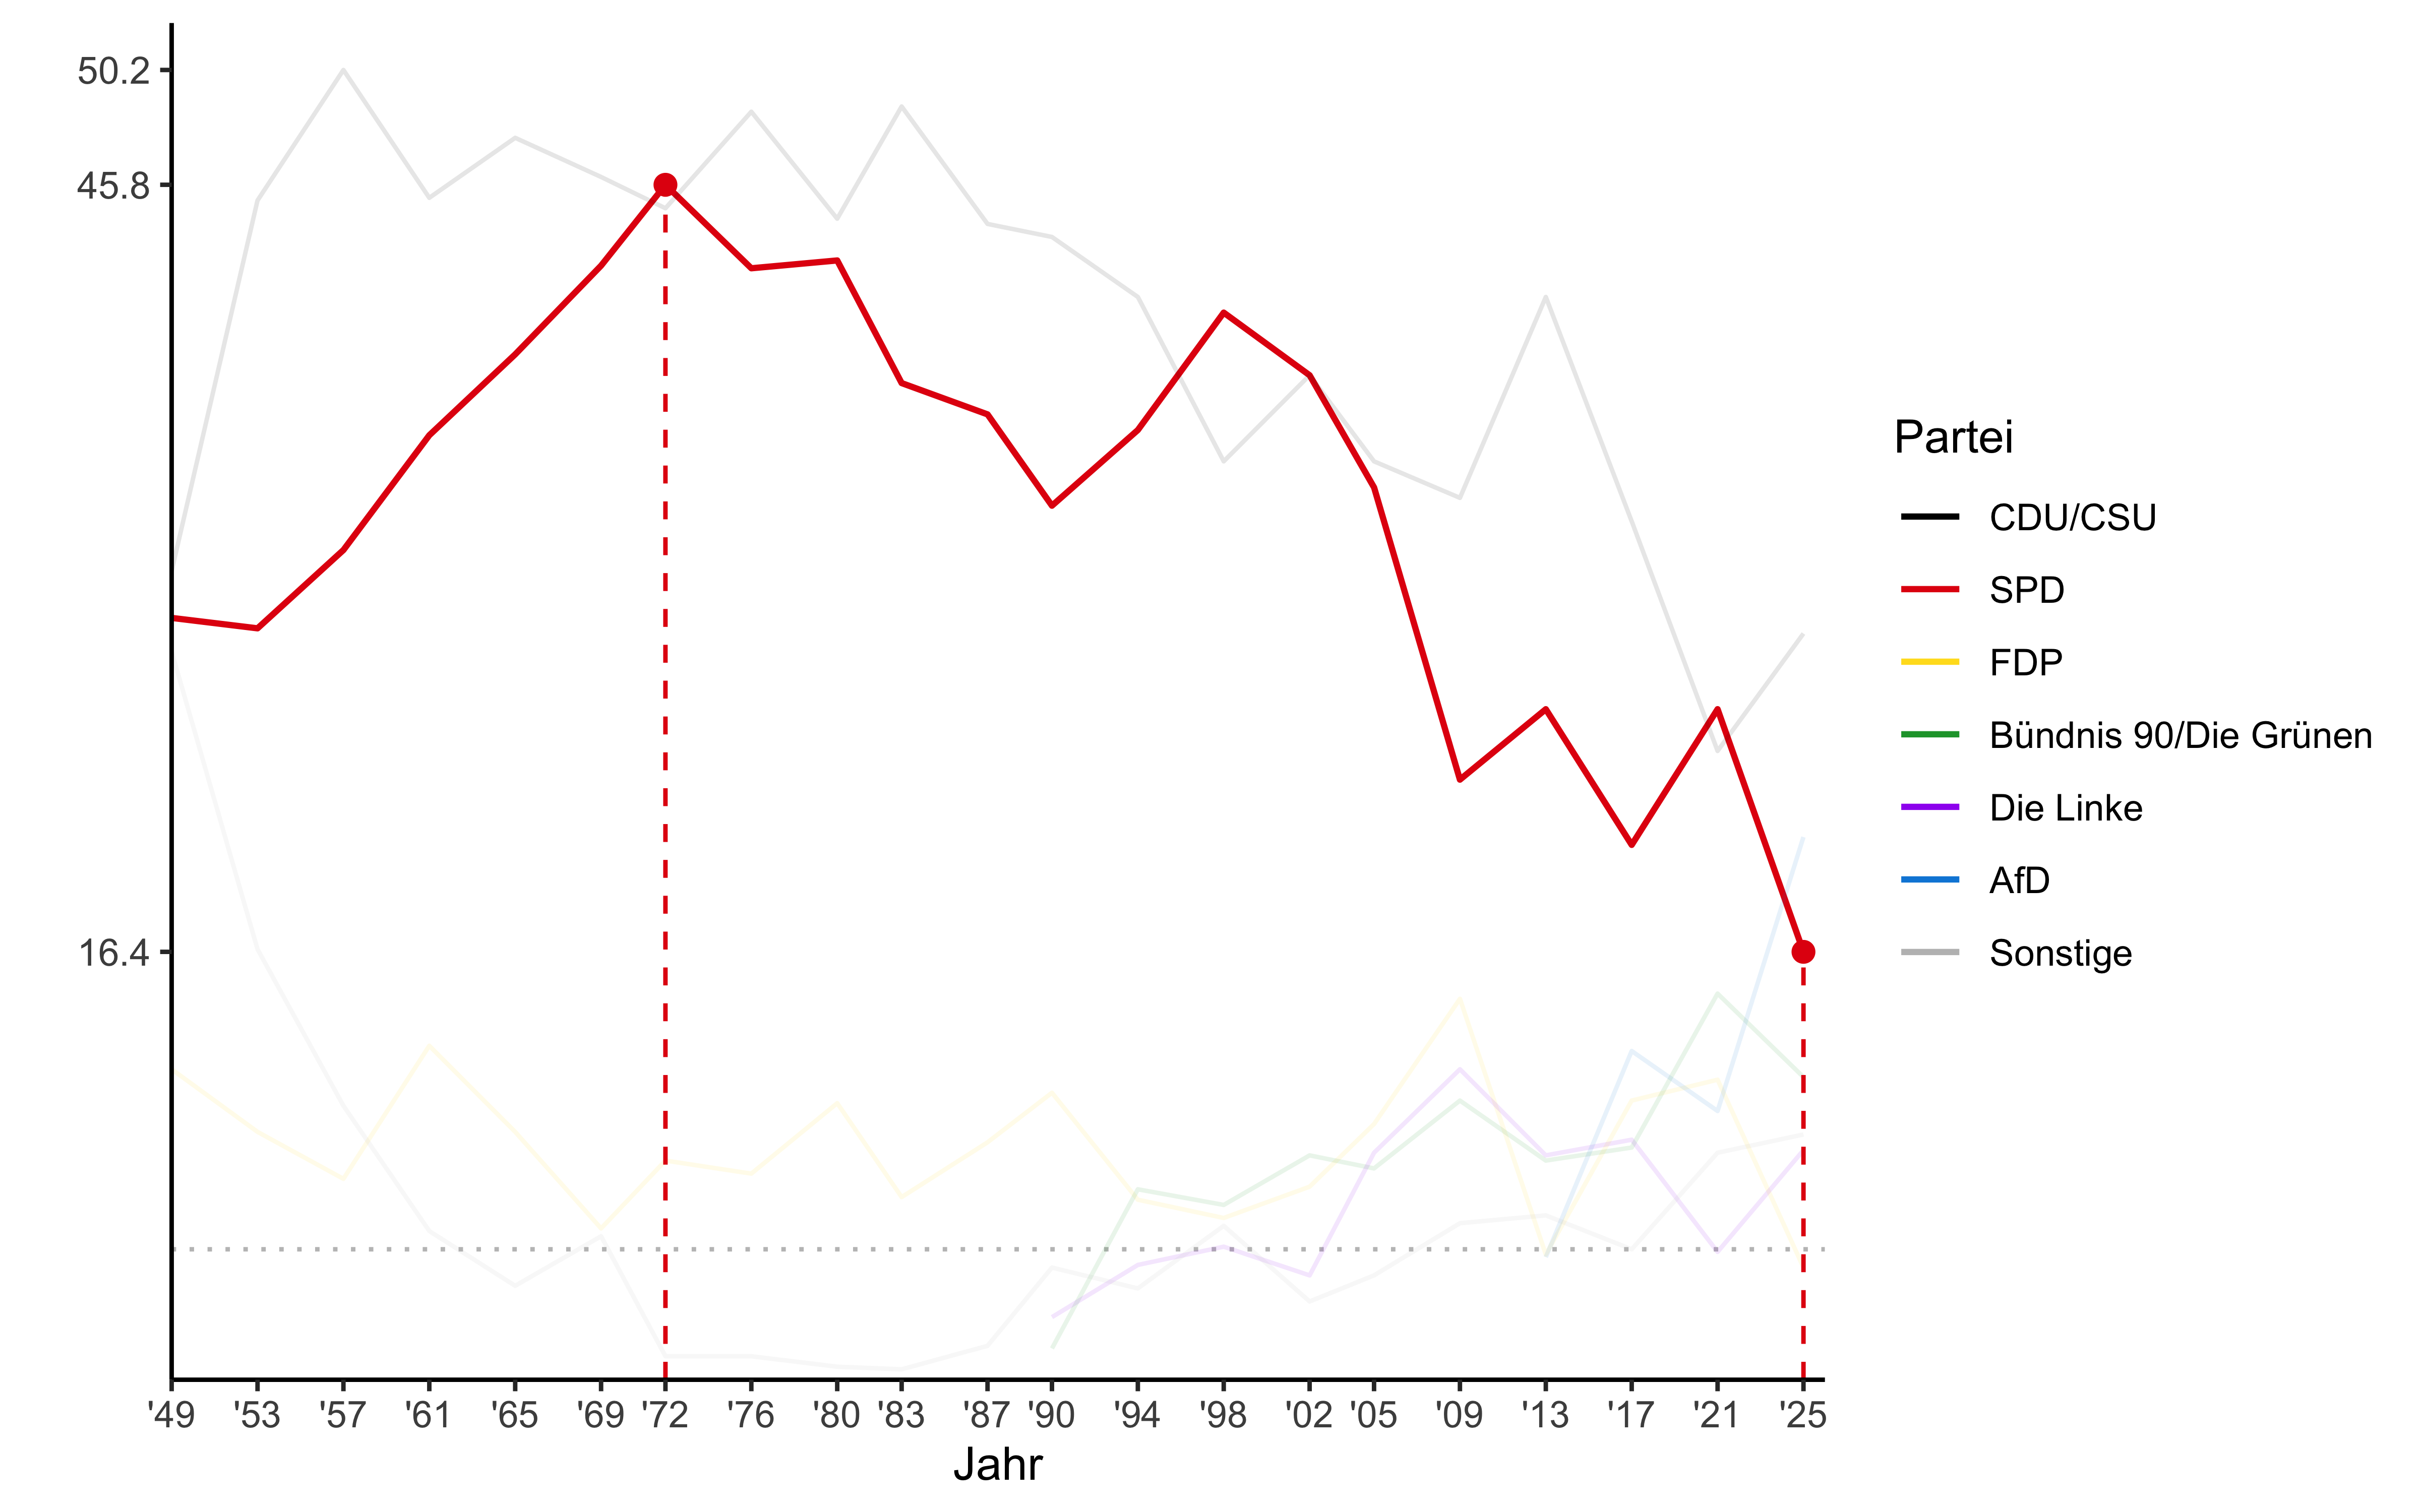 50.2
45.8
16.4
'49 '53 '57 '61 '65 '69 '72 '76 '80 '83 '87 '90 '94 '98 '02 '05 '09 '13 '17 '21 '25
Jahr
Partei
CDU/CSU
SPD
FDP
Bündnis 90/Die Grünen
Die Linke
AfD
Sonstige